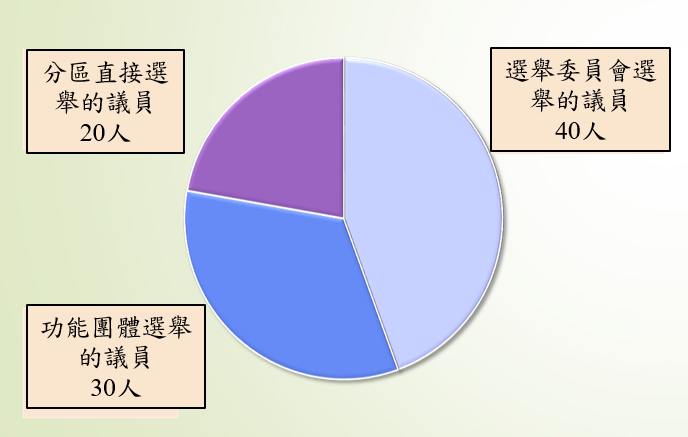 分區直接選
舉的議員
20人
選舉委員會選
舉的議員
40人
功能團體選舉
的議員
30人